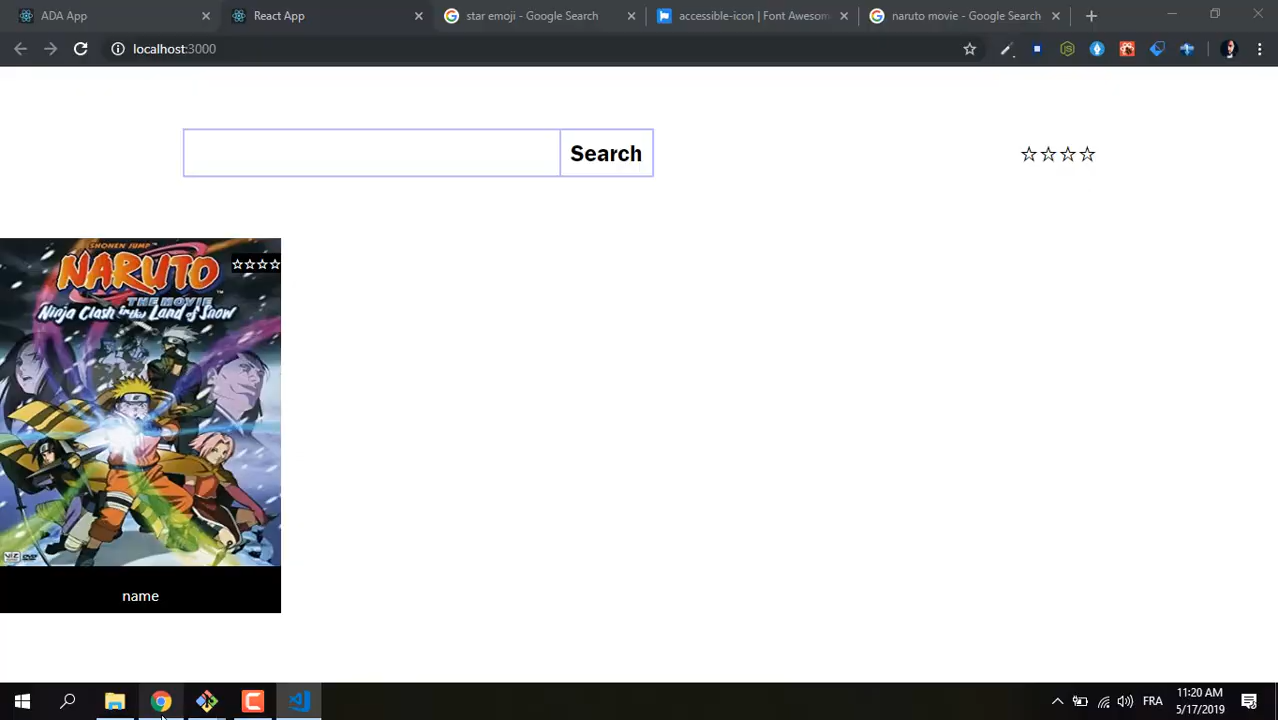 ADA App
React App
star emoji - Google Search
accessible-icon | Font Awesom
naruto movie - Google Search
localhost:3000
Search
☆☆☆☆
SHONEN JUMP
☆☆☆☆
NARUTO
THE MOVIE
Ninja Clash in the Land of Snow
VIZ DVD
name
FRA
11:20 AM
5/17/2019